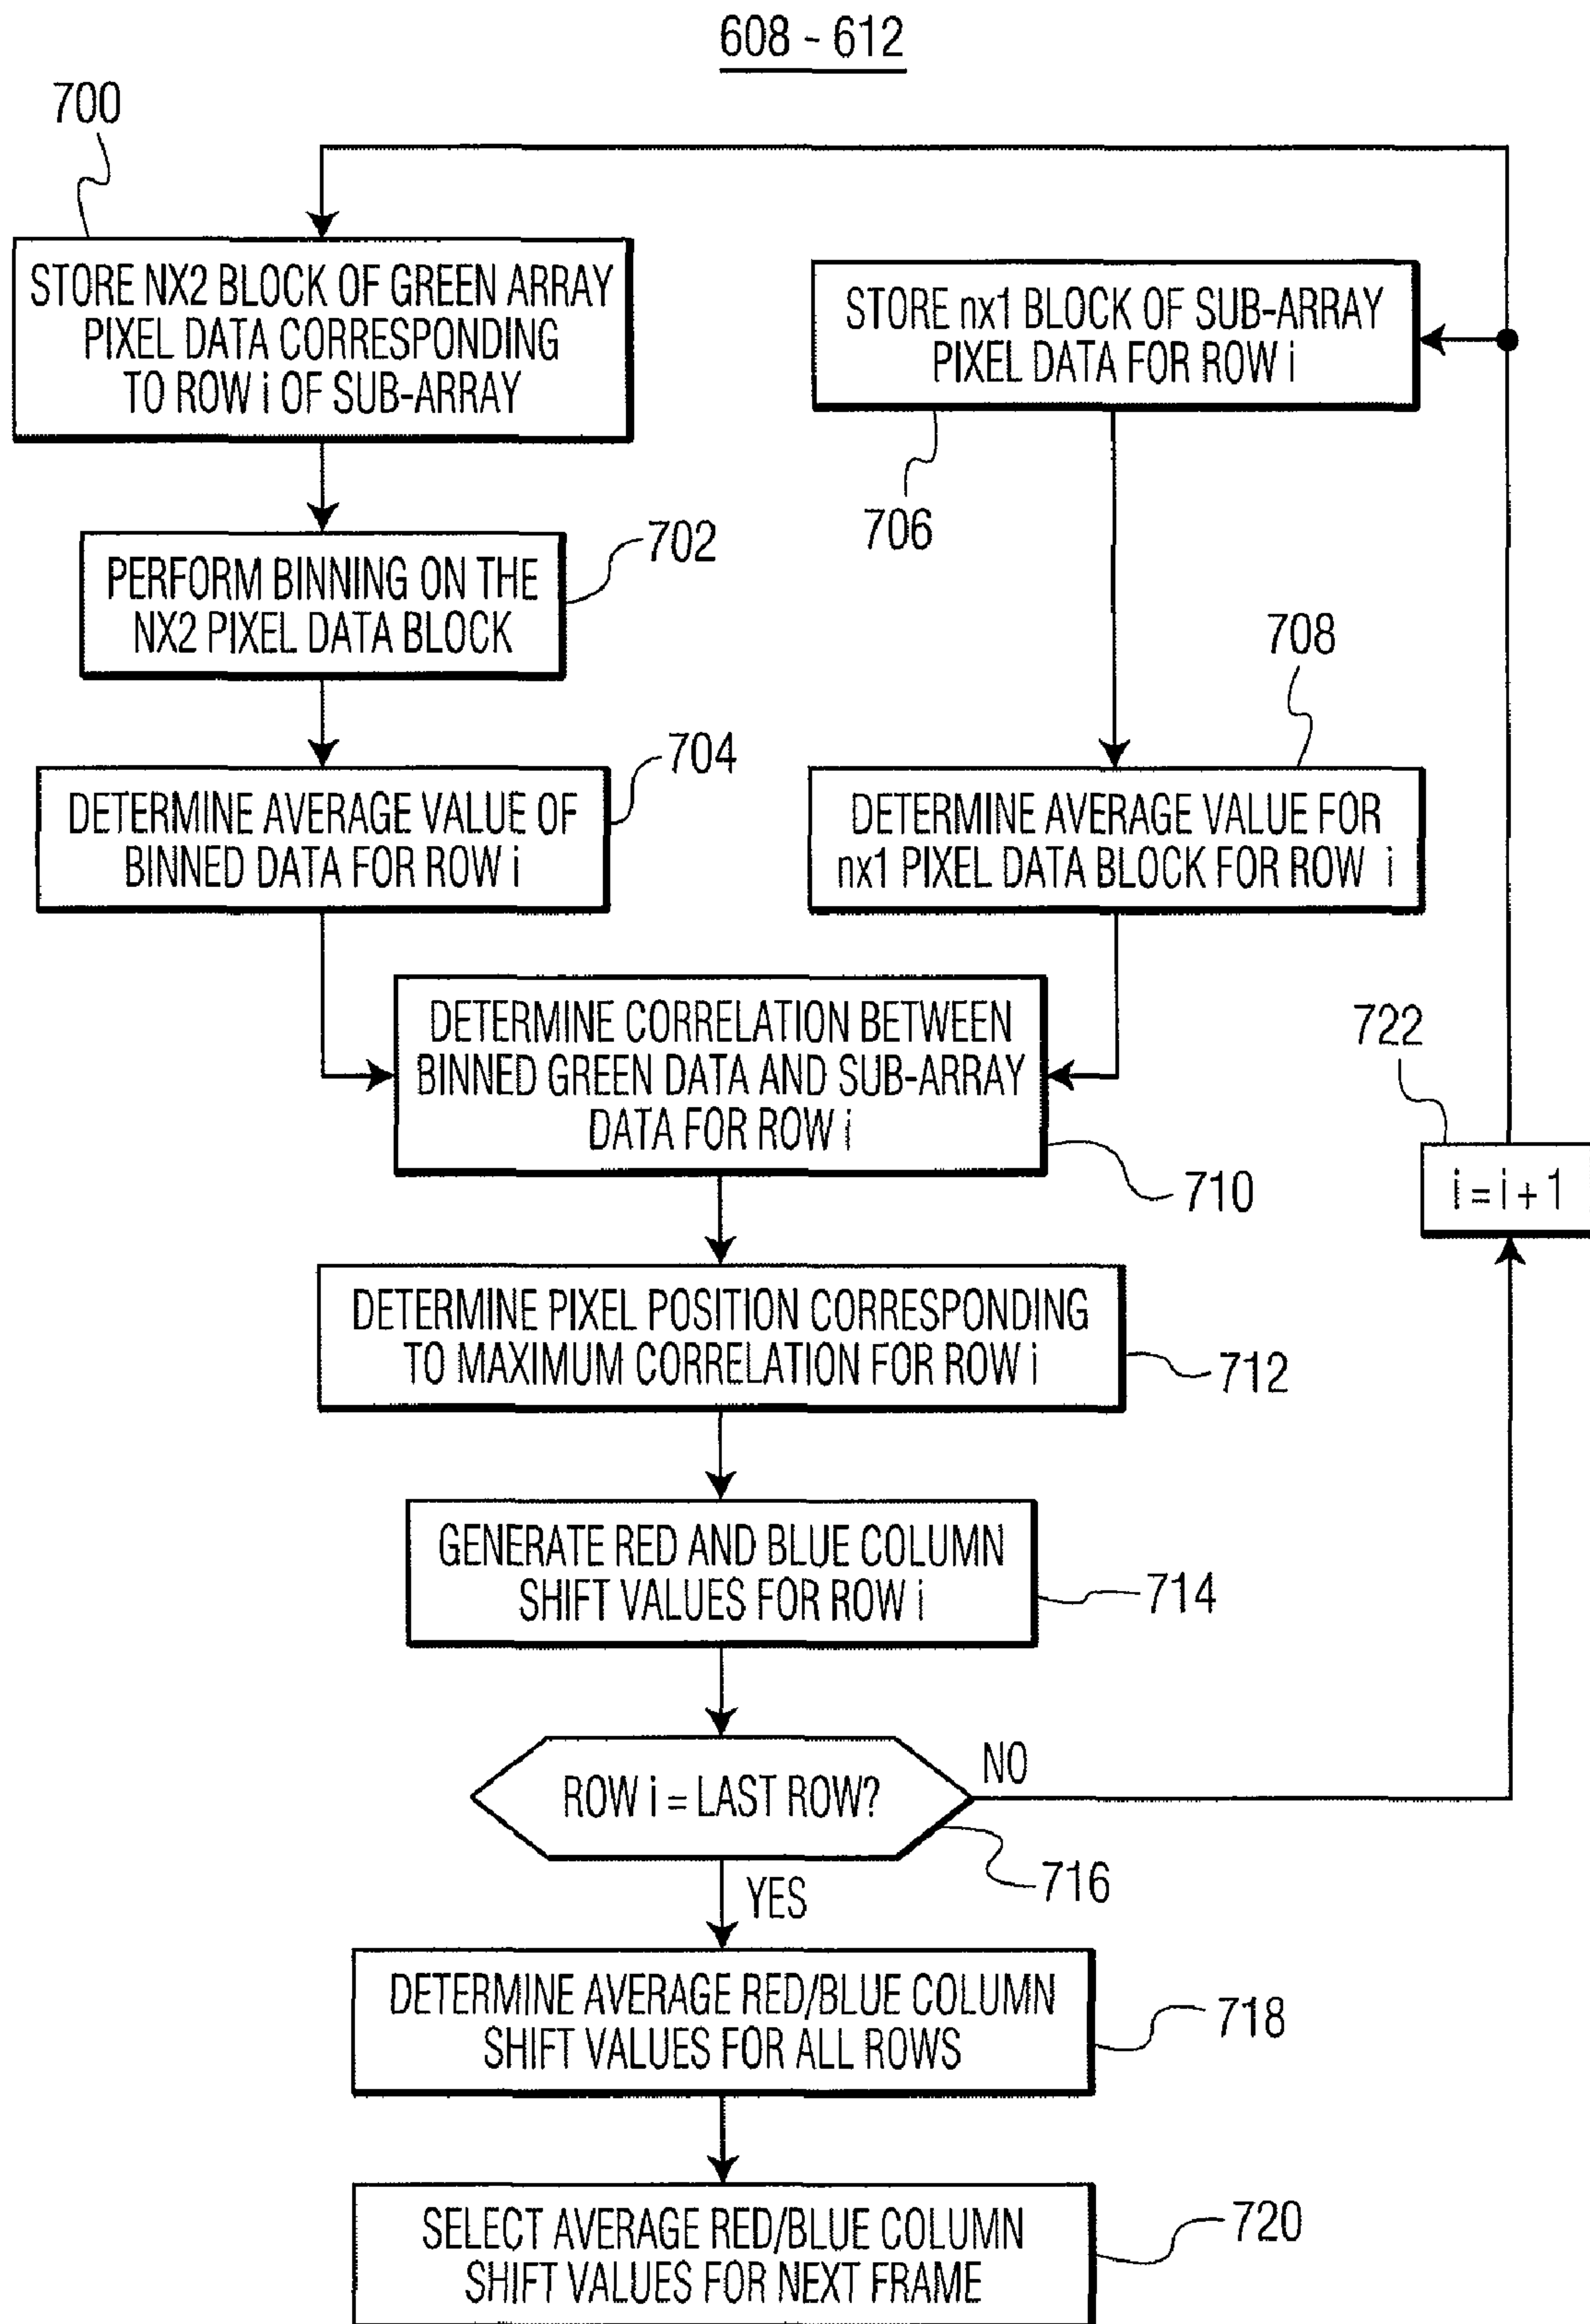 608 - 612
700
STORE NX2 BLOCK OF GREEN ARRAY
PIXEL DATA CORRESPONDING
TO ROW i OF SUB-ARRAY
STORE nx1 BLOCK OF SUB-ARRAY
PIXEL DATA FOR ROW i
706
PERFORM BINNING ON THE
NX2 PIXEL DATA BLOCK
702
708
DETERMINE AVERAGE VALUE OF
BINNED DATA FOR ROW i
704
DETERMINE AVERAGE VALUE FOR
nx1 PIXEL DATA BLOCK FOR ROW i
DETERMINE CORRELATION BETWEEN
BINNED GREEN DATA AND SUB-ARRAY
DATA FOR ROW i
710
722
i = i + 1
DETERMINE PIXEL POSITION CORRESPONDING
TO MAXIMUM CORRELATION FOR ROW i
712
GENERATE RED AND BLUE COLUMN
SHIFT VALUES FOR ROW i
714
ROW i = LAST ROW?
NO
716
YES
DETERMINE AVERAGE RED/BLUE COLUMN
SHIFT VALUES FOR ALL ROWS
718
SELECT AVERAGE RED/BLUE COLUMN
SHIFT VALUES FOR NEXT FRAME
720